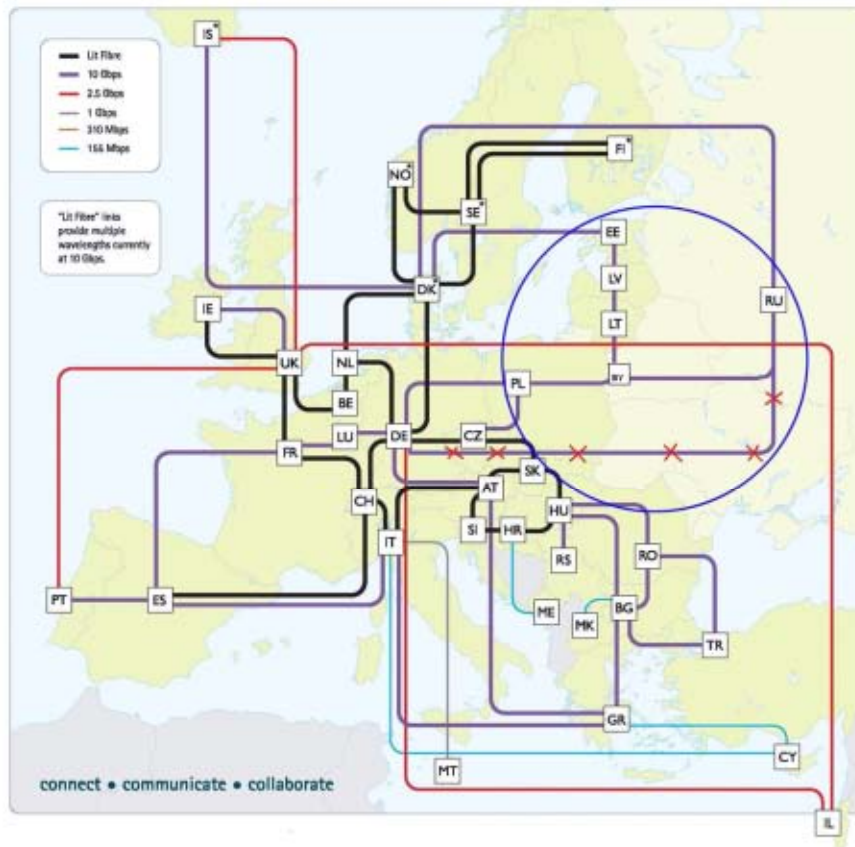 IS*
Lit Fibre
10 Gbps
2.5 Gbps
1 Gbps
310 Mbps
155 Mbps
"Lit Fibre" links
provide multiple
wavelengths currently
at 10 Gbps.
NO*
FI*
SE*
EE
DK*
LV
RU
IE
LT
UK
NL
BY
PL
BE
LU
DE
CZ
FR
SK
CH
AT
HU
SI
HR
IT
RS
RO
PT
ES
ME
MK
BG
TR
GR
CY
MT
connect • communicate • collaborate
IL